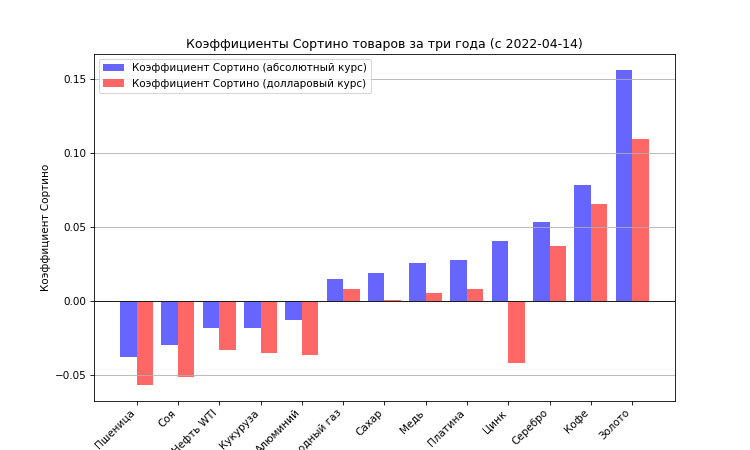 Коэффициенты Сортино товаров за три года (с 2022-04-14)
Коэффициент Сортино (абсолютный курс)
Коэффициент Сортино (долларовый курс)
Коэффициент Сортино
0.15
0.10
0.05
0.00
−0.05
Пшеница
Соя
Нефть WTI
Кукуруза
Алюминий
газ
Сахар
Медь
Платина
Цинк
Серебро
Кофе
Золото